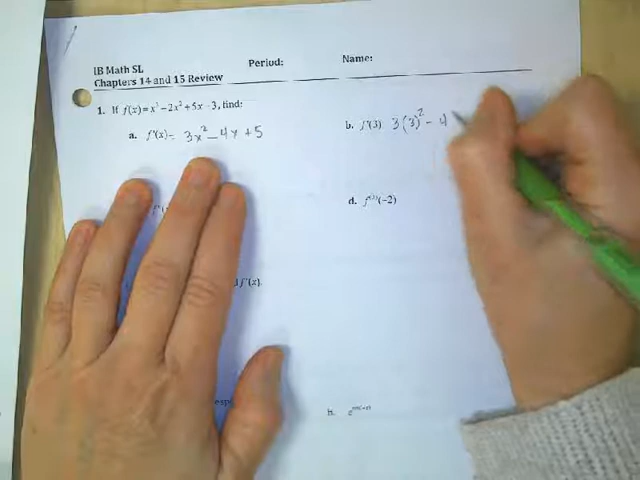 IB Math SL Period: Name:
Chapters 14 and 15 Review
1. If f(x)=x³−2x²+5x−3, find:
a. f'(x)= 3x²−4x+5
b. f'(3) 3(3)²−4
d. (−2)
f'(x).
h.